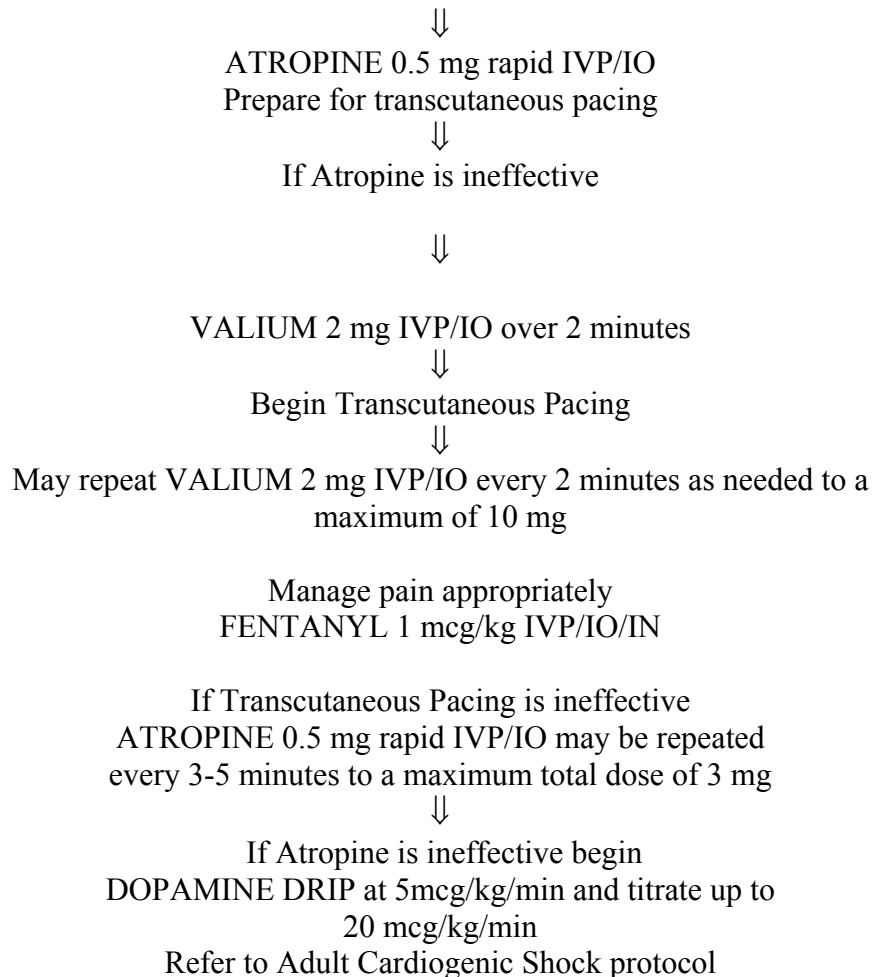 ⇓
ATROPINE 0.5 mg rapid IVP/IO
Prepare for transcutaneous pacing
⇓
If Atropine is ineffective
⇓
VALIUM 2 mg IVP/IO over 2 minutes
⇓
Begin Transcutaneous Pacing
⇓
May repeat VALIUM 2 mg IVP/IO every 2 minutes as needed to a
maximum of 10 mg
Manage pain appropriately
FENTANYL 1 mcg/kg IVP/IO/IN
If Transcutaneous Pacing is ineffective
ATROPINE 0.5 mg rapid IVP/IO may be repeated
every 3-5 minutes to a maximum total dose of 3 mg
⇓
If Atropine is ineffective begin
DOPAMINE DRIP at 5mcg/kg/min and titrate up to
20 mcg/kg/min
Refer to Adult Cardiogenic Shock protocol